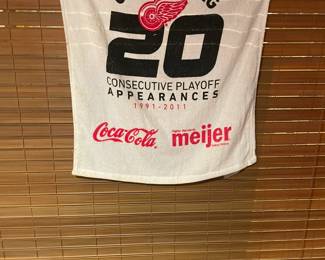 20
CONSECUTIVE PLAYOFF
APPEARANCES
1991-2011
Coca-Cola
meijer